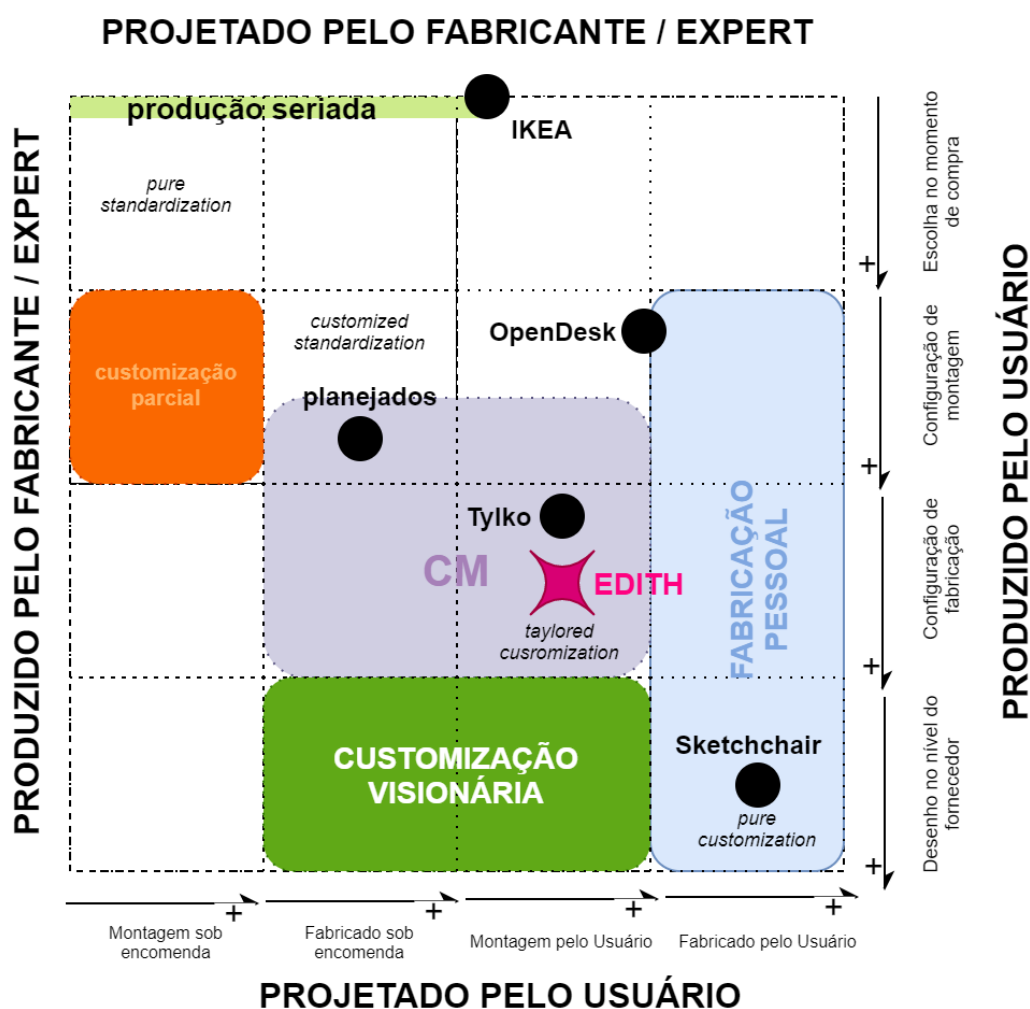 PROJETADO PELO FABRICANTE / EXPERT
PRODUZIDO PELO FABRICANTE / EXPERT
produção seriada
IKEA
pure
standardization
Escolha no momento
de compra
+
customização
parcial
customized
standardization
OpenDesk
planejados
Configuração de
montagem
+
PRODUZIDO PELO USUÁRIO
Tylko
CM
EDITH
taylored
cusromization
FABRICAÇÃO
PESSOAL
Configuração de
fabricação
+
CUSTOMIZAÇÃO
VISIONÁRIA
Sketchchair
pure
customization
Desenho no nível do
fornecedor
+
+
+
+
+
Montagem sob
encomenda
Fabricado sob
encomenda
Montagem pelo Usuário
Fabricado pelo Usuário
PROJETADO PELO USUÁRIO